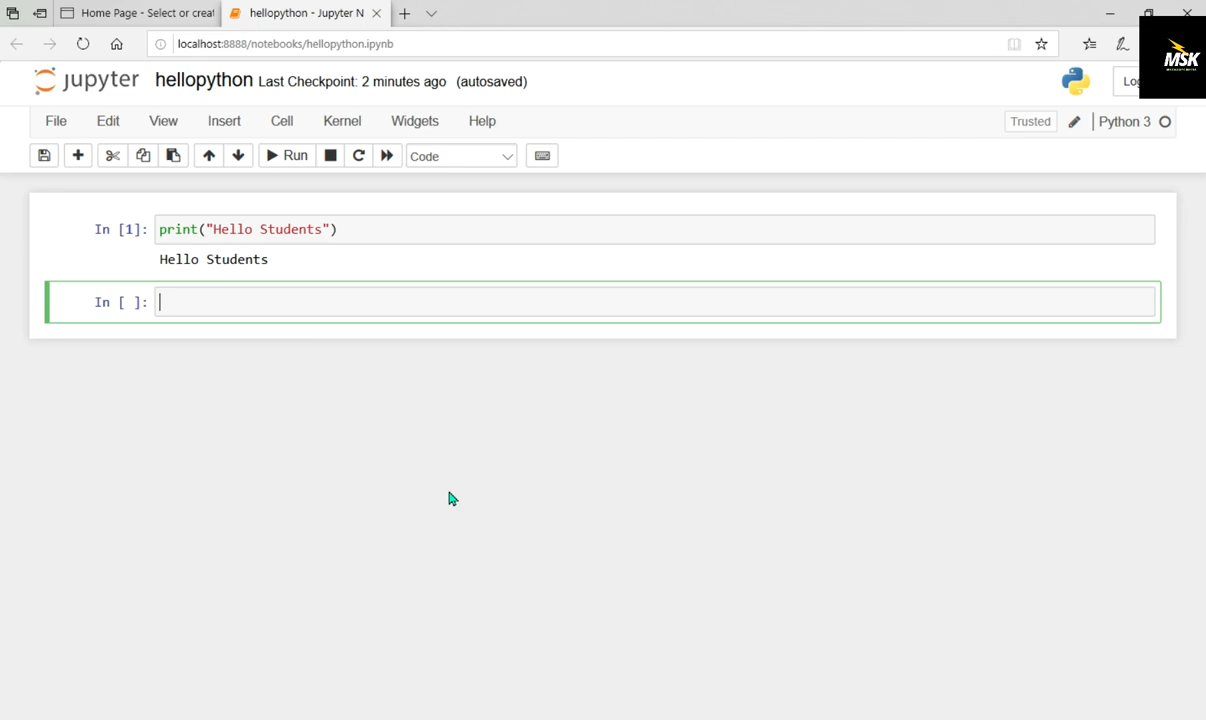 Home Page - Select or creat
hellopython - Jupyter N
localhost:8888/notebooks/hellopython.ipynb
MSK
jupyter hellopython Last Checkpoint: 2 minutes ago (autosaved)
File Edit View Insert Cell Kernel Widgets Help
Trusted Python 3
Run Code
In [1]: print("Hello Students")
Hello Students
In [ ]: